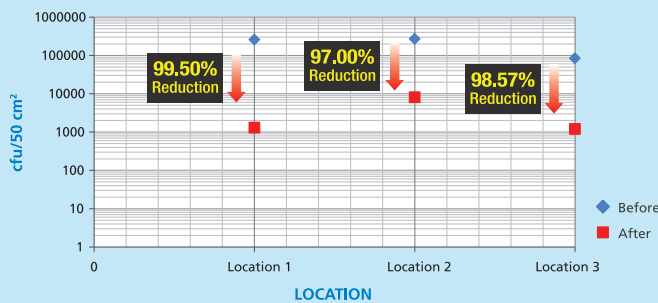 1000000
100000
10000
1000
100
10
1
cfu/50 cm²
99.50%
Reduction
97.00%
Reduction
98.57%
Reduction
Before
After
0 Location 1 Location 2 Location 3
LOCATION